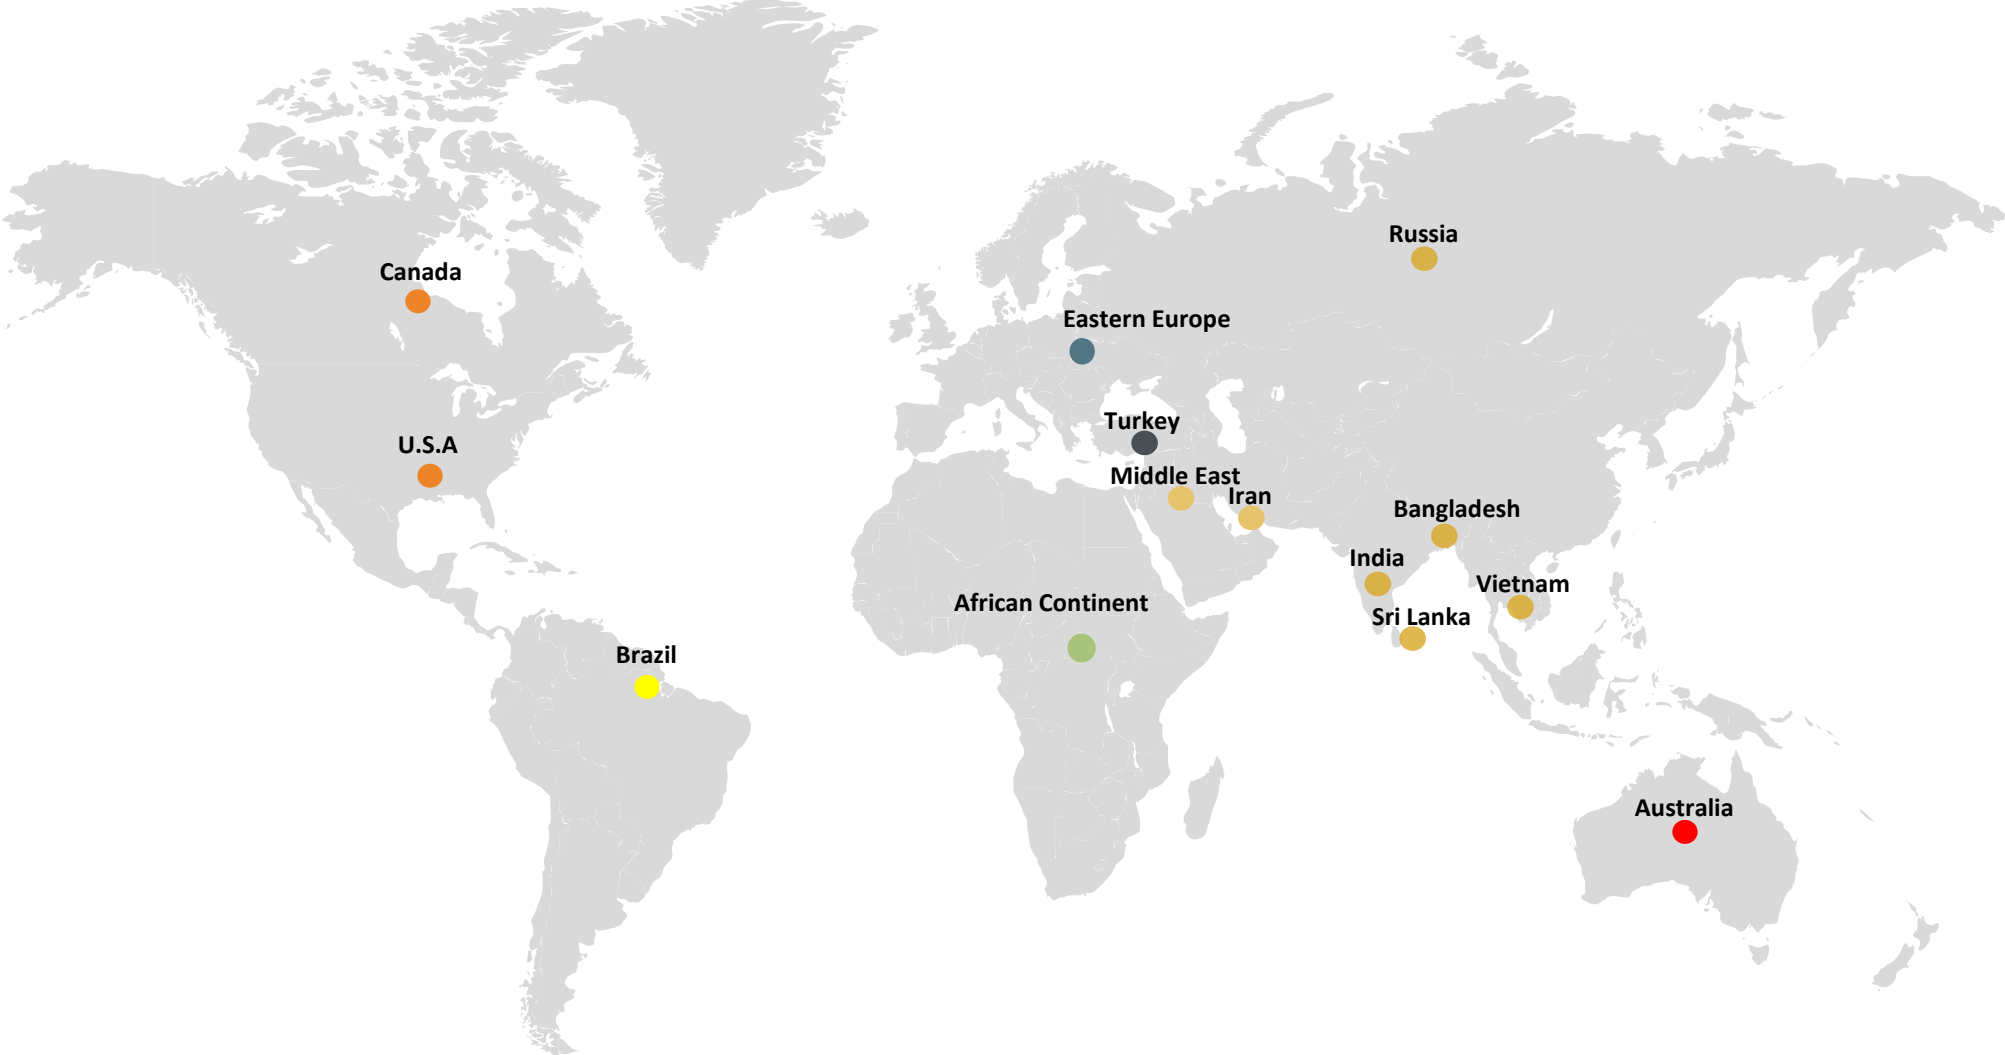 Russia
Canada
Eastern Europe
Turkey
U.S.A
Middle East
Iran
Bangladesh
India
Vietnam
African Continent
Sri Lanka
Brazil
Australia